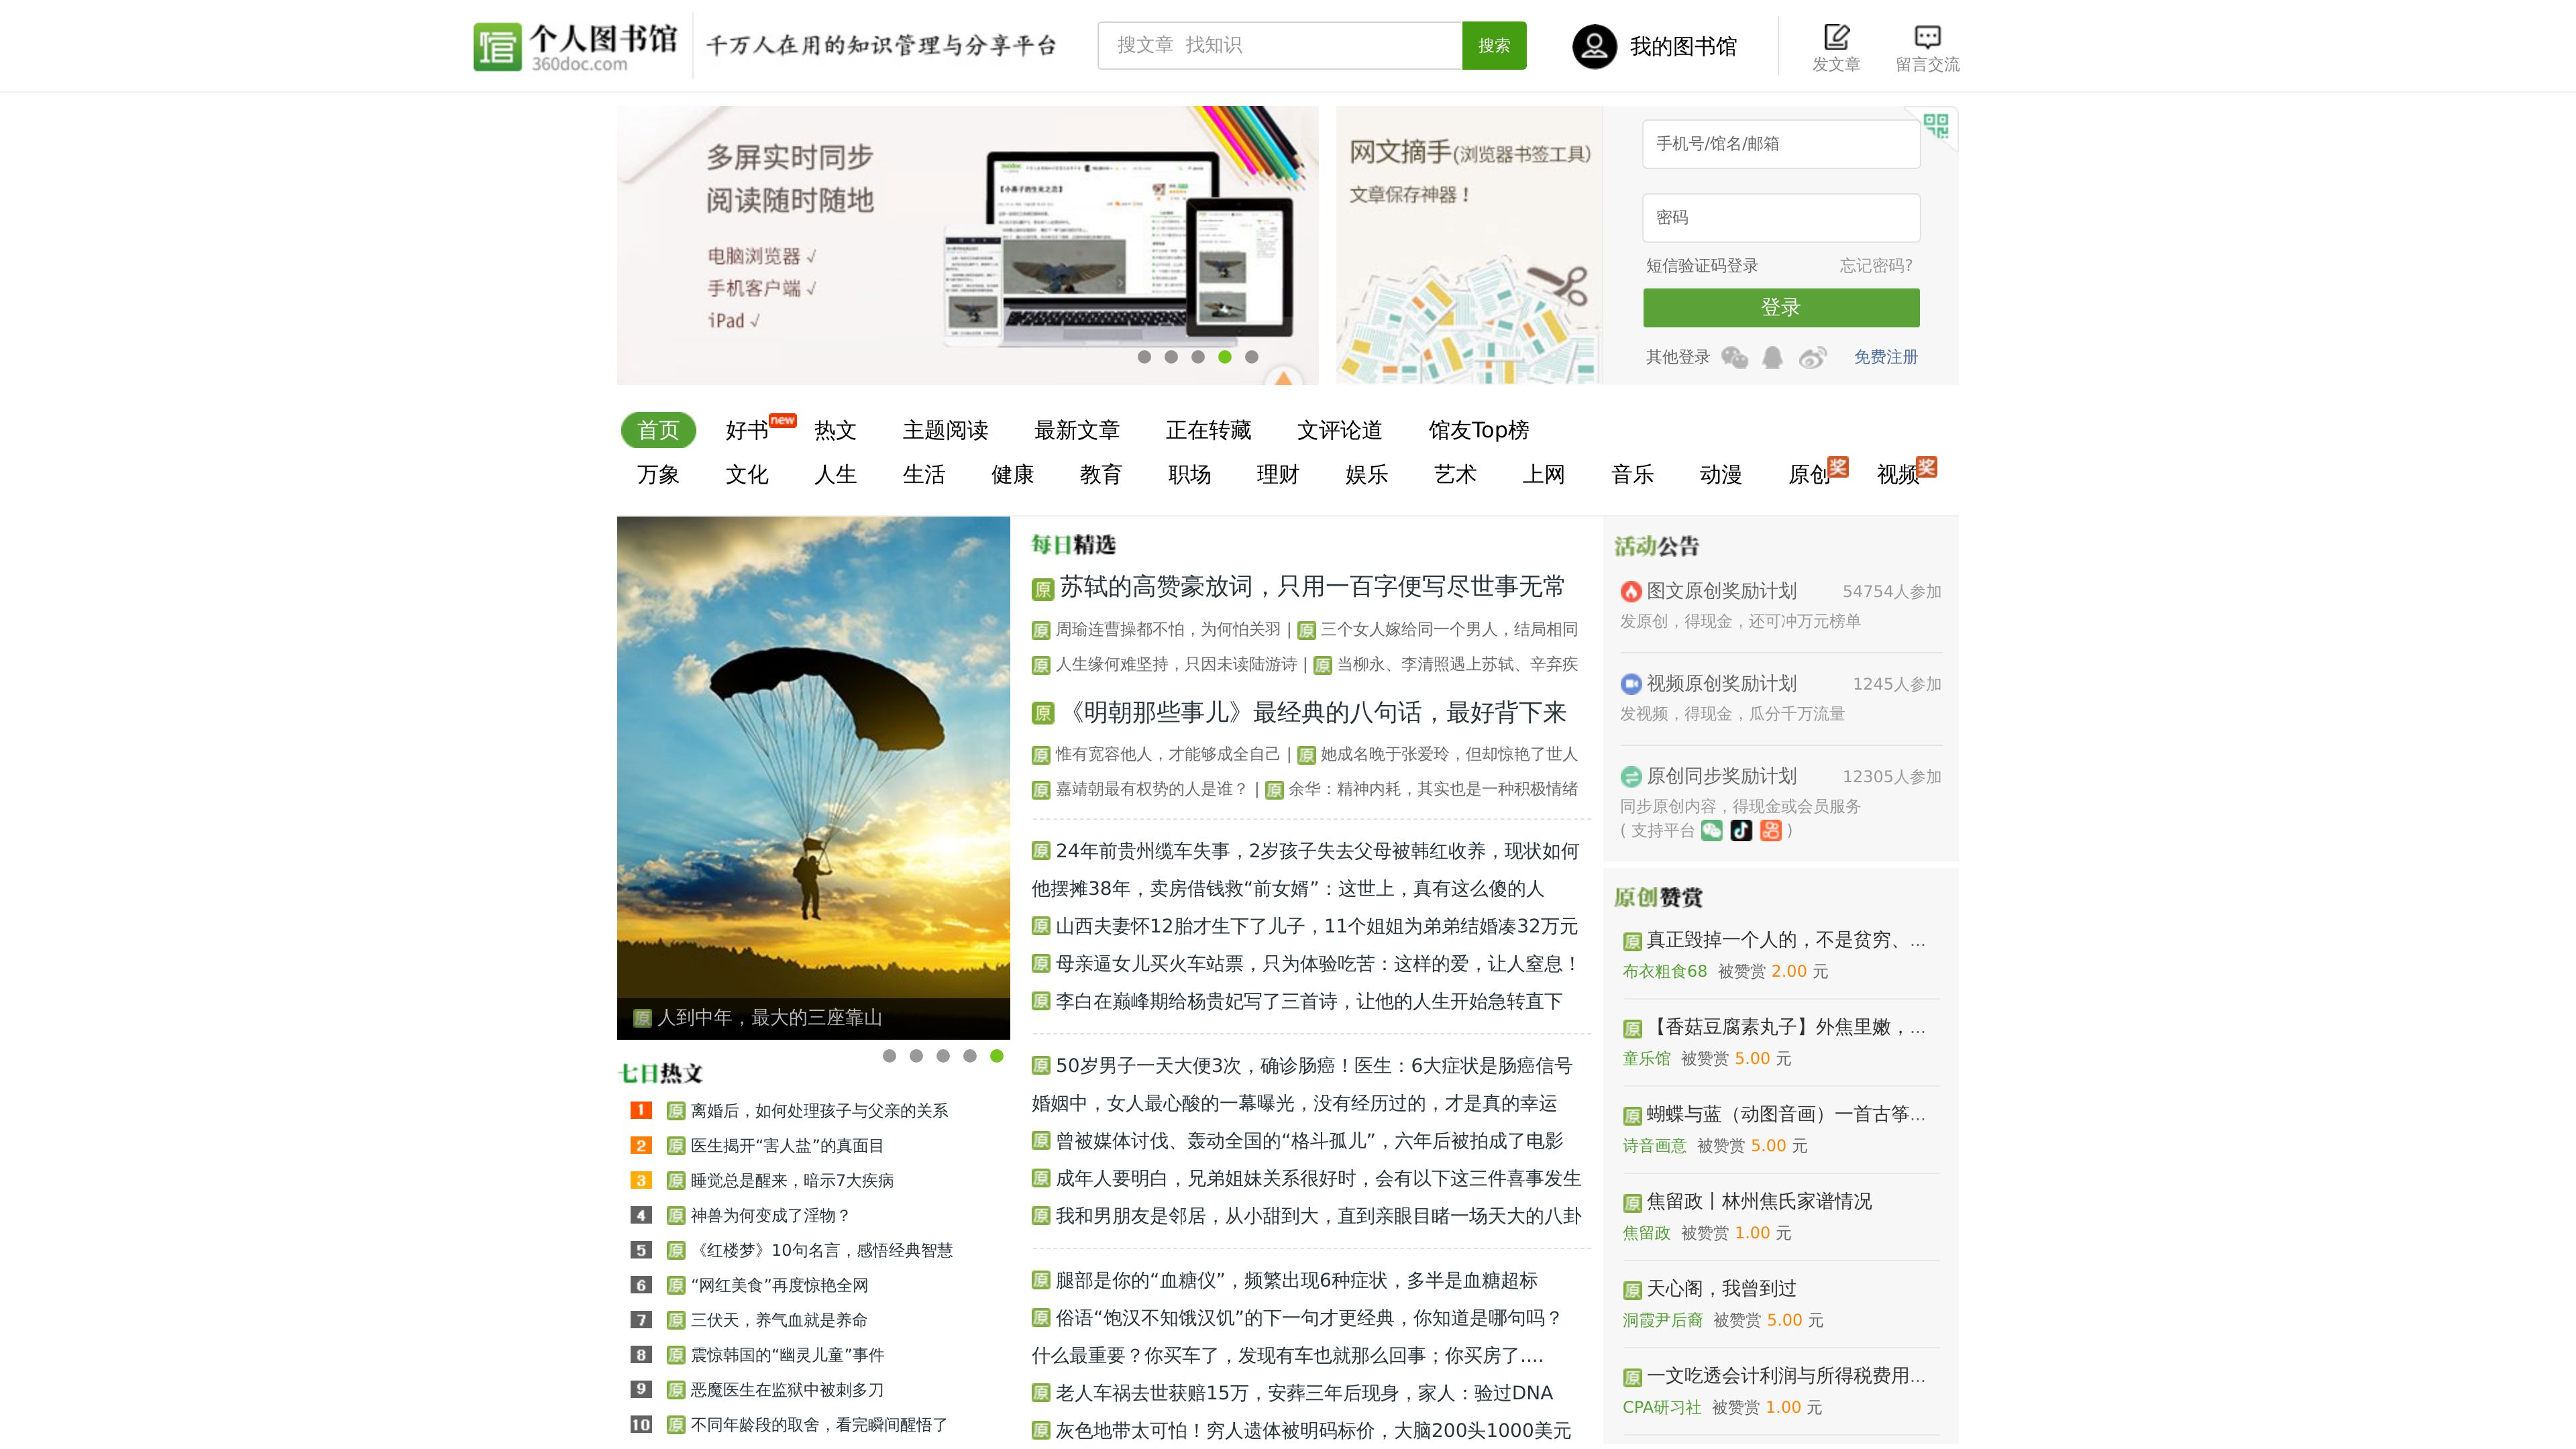 个人图书馆
360doc.com
千万人在用的知识管理与分享平台
搜文章 找知识
搜索
我的图书馆
发文章
留言交流
多屏实时同步
阅读随时随地
电脑浏览器 √
手机客户端 √
iPad √
网文摘手(浏览器书签工具)
文章保存神器！
手机号/馆名/邮箱
密码
短信验证码登录 忘记密码?
登录
其他登录 免费注册
首页 好书 new 热文 主题阅读 最新文章 正在转藏 文评论道 馆友Top榜
万象 文化 人生 生活 健康 教育 职场 理财 娱乐 艺术 上网 音乐 动漫 原创 奖 视频 奖
原 人到中年，最大的三座靠山
七日热文
1 原 离婚后，如何处理孩子与父亲的关系
2 原 医生揭开“害人盐”的真面目
3 原 睡觉总是醒来，暗示7大疾病
4 原 神兽为何变成了淫物？
5 原 《红楼梦》10句名言，感悟经典智慧
6 原 “网红美食”再度惊艳全网
7 原 三伏天，养气血就是养命
8 原 震惊韩国的“幽灵儿童”事件
9 原 恶魔医生在监狱中被刺多刀
10 原 不同年龄段的取舍，看完瞬间醒悟了
每日精选
原 苏轼的高赞豪放词，只用一百字便写尽世事无常
原 周瑜连曹操都不怕，为何怕关羽 | 原 三个女人嫁给同一个男人，结局相同
原 人生缘何难坚持，只因未读陆游诗 | 原 当柳永、李清照遇上苏轼、辛弃疾
原 《明朝那些事儿》最经典的八句话，最好背下来
原 惟有宽容他人，才能够成全自己 | 原 她成名晚于张爱玲，但却惊艳了世人
原 嘉靖朝最有权势的人是谁？ | 原 余华：精神内耗，其实也是一种积极情绪
原 24年前贵州缆车失事，2岁孩子失去父母被韩红收养，现状如何
他摆摊38年，卖房借钱救“前女婿”：这世上，真有这么傻的人
原 山西夫妻怀12胎才生下了儿子，11个姐姐为弟弟结婚凑32万元
原 母亲逼女儿买火车站票，只为体验吃苦：这样的爱，让人窒息！
原 李白在巅峰期给杨贵妃写了三首诗，让他的人生开始急转直下
原 50岁男子一天大便3次，确诊肠癌！医生：6大症状是肠癌信号
婚姻中，女人最心酸的一幕曝光，没有经历过的，才是真的幸运
原 曾被媒体讨伐、轰动全国的“格斗孤儿”，六年后被拍成了电影
原 成年人要明白，兄弟姐妹关系很好时，会有以下这三件喜事发生
原 我和男朋友是邻居，从小甜到大，直到亲眼目睹一场天大的八卦
原 腿部是你的“血糖仪”，频繁出现6种症状，多半是血糖超标
原 俗语“饱汉不知饿汉饥”的下一句才更经典，你知道是哪句吗？
什么最重要？你买车了，发现有车也就那么回事；你买房了....
原 老人车祸去世获赔15万，安葬三年后现身，家人：验过DNA
原 灰色地带太可怕！穷人遗体被明码标价，大脑200头1000美元
活动公告
图文原创奖励计划 54754人参加
发原创，得现金，还可冲万元榜单
视频原创奖励计划 1245人参加
发视频，得现金，瓜分千万流量
原创同步奖励计划 12305人参加
同步原创内容，得现金或会员服务
( 支持平台 )
原创赞赏
原 真正毁掉一个人的，不是贫穷、...
布衣粗食68 被赞赏 2.00 元
原 【香菇豆腐素丸子】外焦里嫩，...
童乐馆 被赞赏 5.00 元
原 蝴蝶与蓝（动图音画）一首古筝...
诗音画意 被赞赏 5.00 元
原 焦留政丨林州焦氏家谱情况
焦留政 被赞赏 1.00 元
原 天心阁，我曾到过
洞霞尹后裔 被赞赏 5.00 元
原 一文吃透会计利润与所得税费用...
CPA研习社 被赞赏 1.00 元